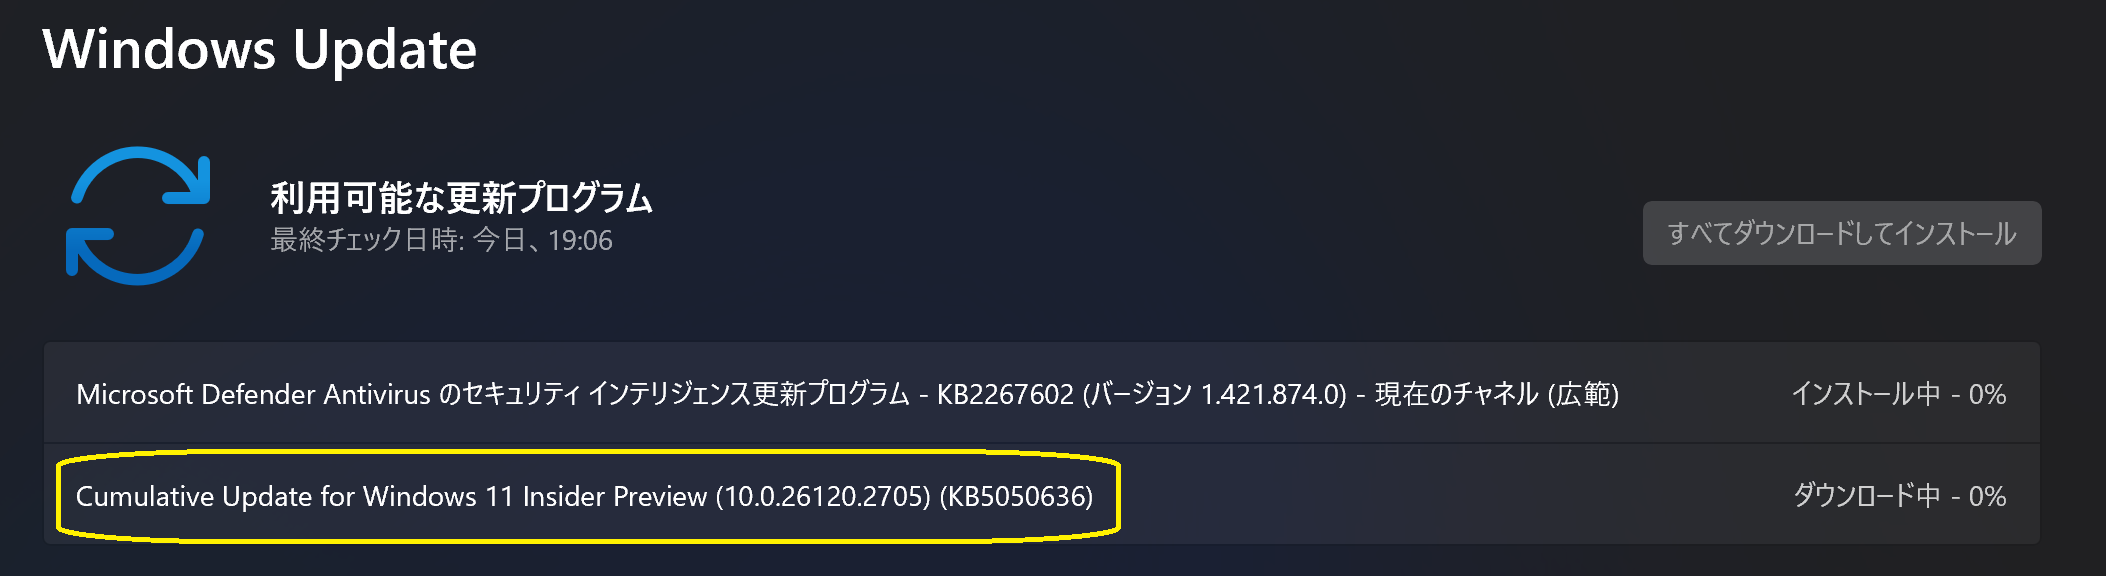 Windows Update
利用可能な更新プログラム
最終チェック日時: 今日、19:06
すべてダウンロードしてインストール
Microsoft Defender Antivirus のセキュリティ インテリジェンス更新プログラム - KB2267602 (バージョン 1.421.874.0) - 現在のチャネル (広範)
インストール中 - 0%
Cumulative Update for Windows 11 Insider Preview (10.0.26120.2705) (KB5050636)
ダウンロード中 - 0%